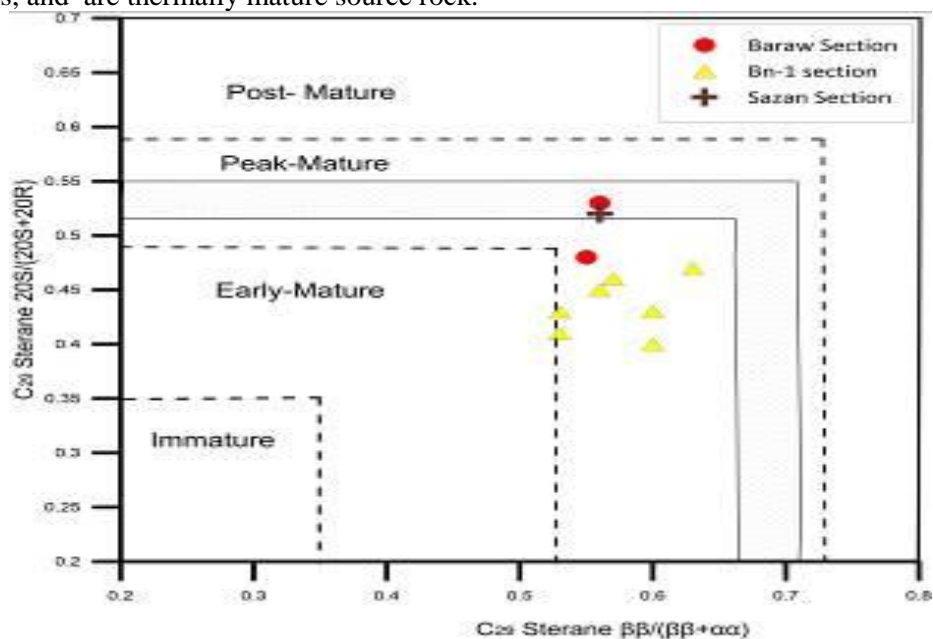 s, and are thermally mature source rock.
0.7
0.65
0.6
0.55
0.5
0.45
0.4
0.35
0.3
0.25
0.2
C₂₉ Sterane 20S/(20S+20R)
Baraw Section
Bn-1 section
Sazan Section
Post- Mature
Peak-Mature
Early-Mature
Immature
0.2
0.3
0.4
0.5
0.6
0.7
0.8
C₂₉ Sterane ββ/(ββ+αα)